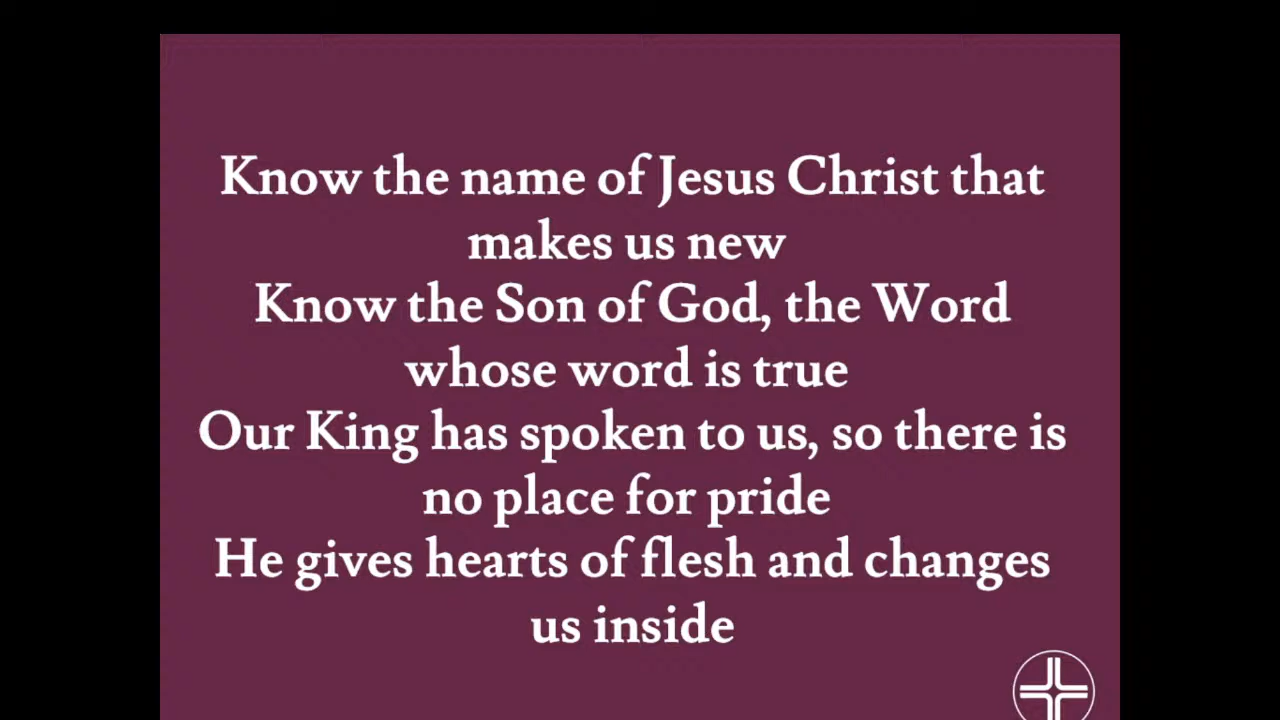 Know the name of Jesus Christ that
makes us new
Know the Son of God, the Word
whose word is true
Our King has spoken to us, so there is
no place for pride
He gives hearts of flesh and changes
us inside